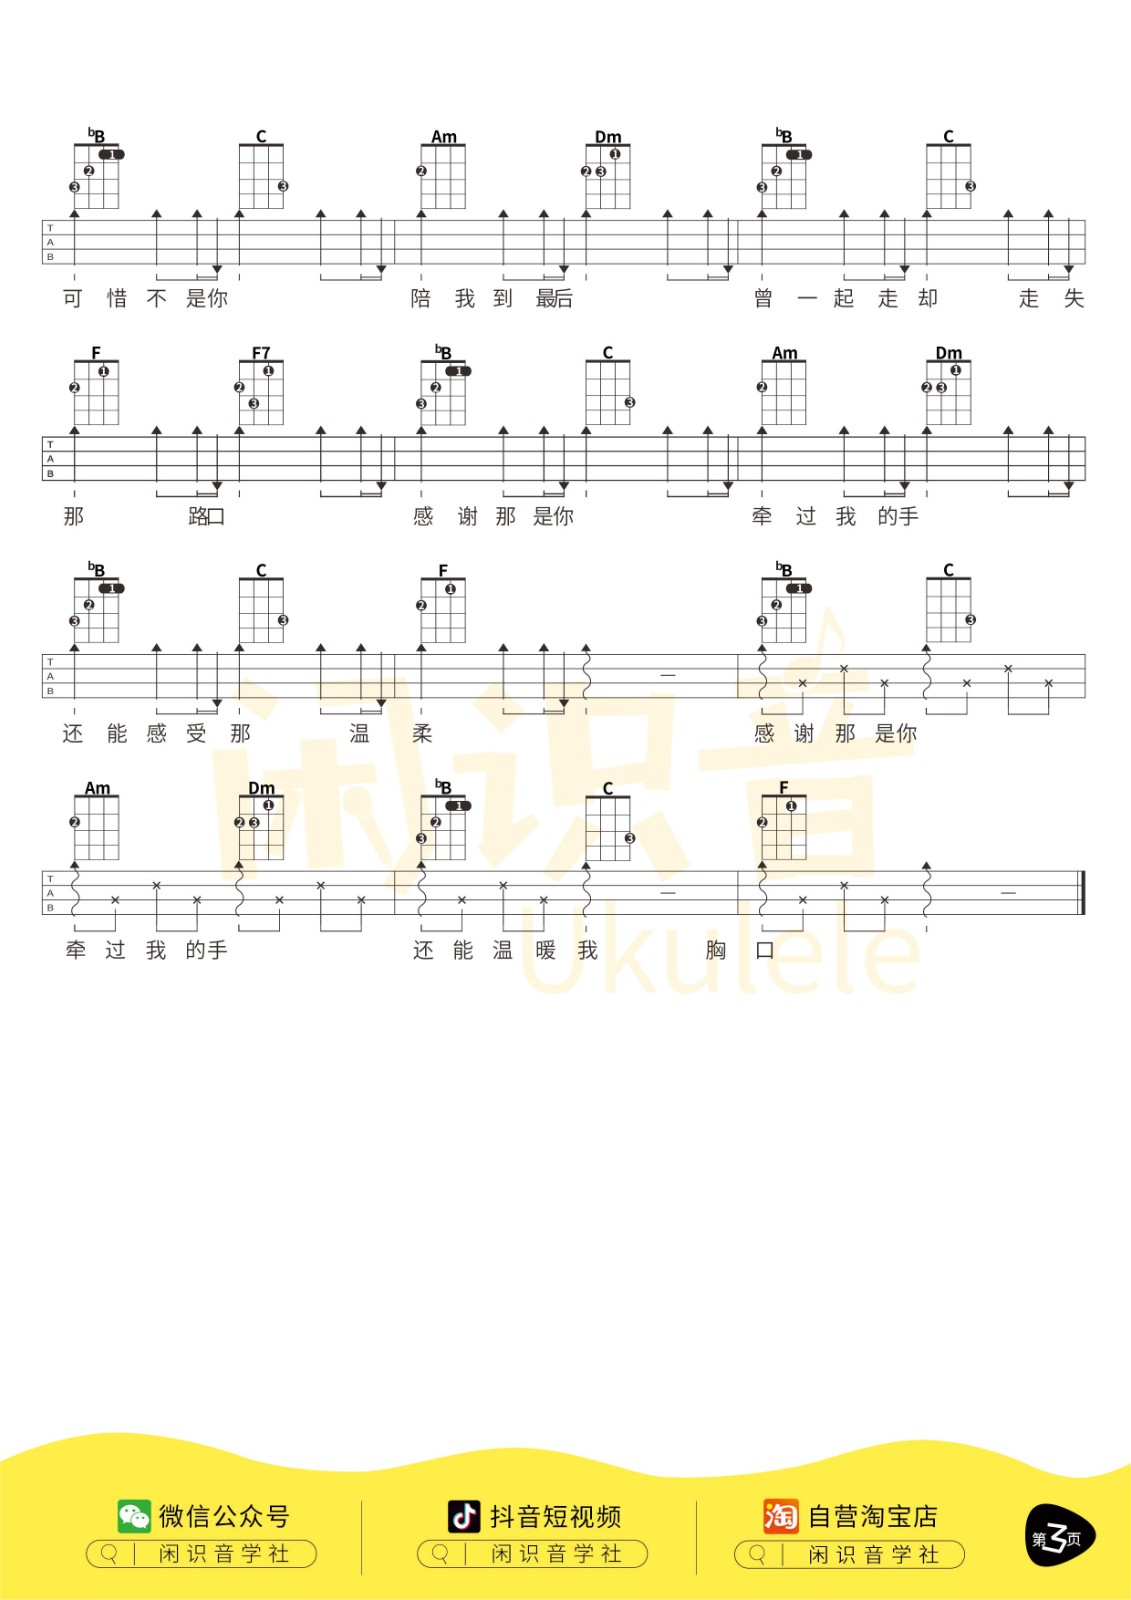 ♭B C Am Dm ♭B C
TAB
可惜不是你 陪我到最后 曾一起走却 走失
F F7 ♭B C Am Dm
TAB
那 路口 感谢那是你 牵过我的手
♭B C F ♭B C
TAB
还能感受那 温柔 感谢那是你
Am Dm ♭B C F
TAB
牵过我的手 还能温暖我 胸口
闲识音
Ukulele
微信公众号 抖音短视频 淘 自营淘宝店
闲识音学社 闲识音学社 闲识音学社
第3页